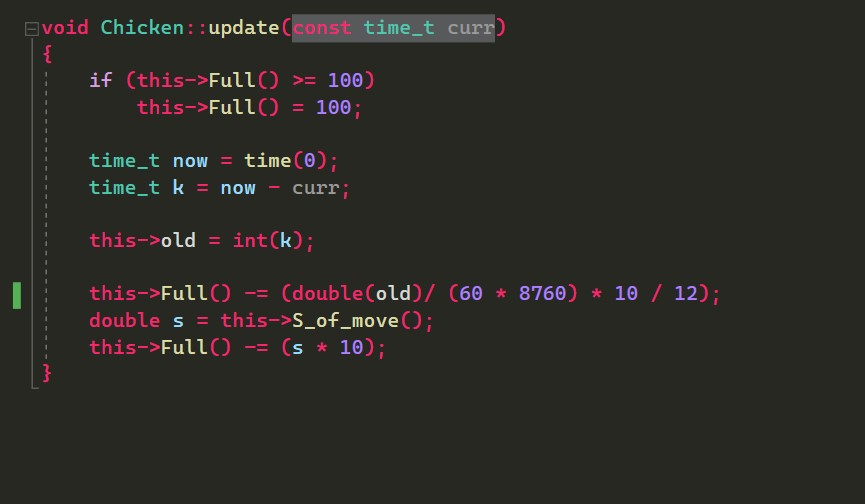 void Chicken::update(const time_t curr)
{
    if (this->Full() >= 100)
        this->Full() = 100;
    time_t now = time(0);
    time_t k = now - curr;
    this->old = int(k);
    this->Full() -= (double(old)/ (60 * 8760) * 10 / 12);
    double s = this->S_of_move();
    this->Full() -= (s * 10);
}